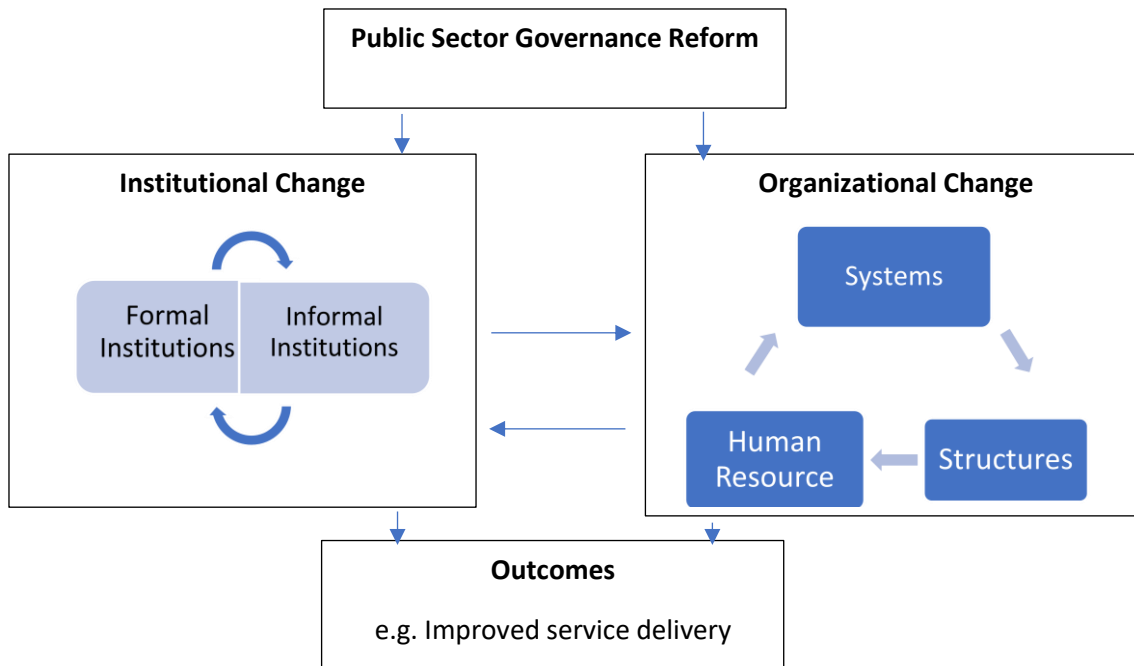 Public Sector Governance Reform
Institutional Change
Formal
Institutions
Informal
Institutions
Organizational Change
Systems
Human
Resource
Structures
Outcomes
e.g. Improved service delivery